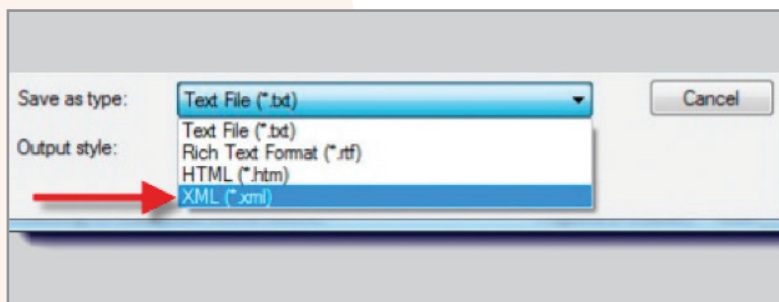 Save as type:
Text File (*.txt)
Cancel
Output style:
Text File (*.txt)
Rich Text Format (*.rtf)
HTML (*.htm)
XML (*.xml)